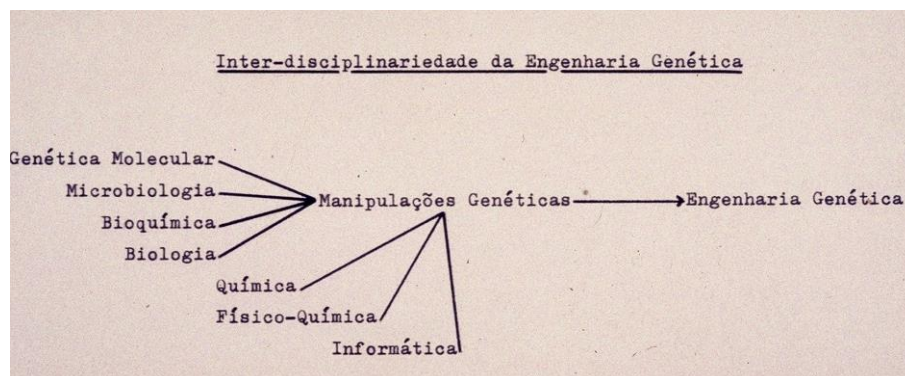 Inter-disciplinariedade da Engenharia Genética
Genética Molecular
Microbiologia
Bioquímica
Biologia
Manipulações Genéticas
Engenharia Genética
Química
Físico-Química
Informática